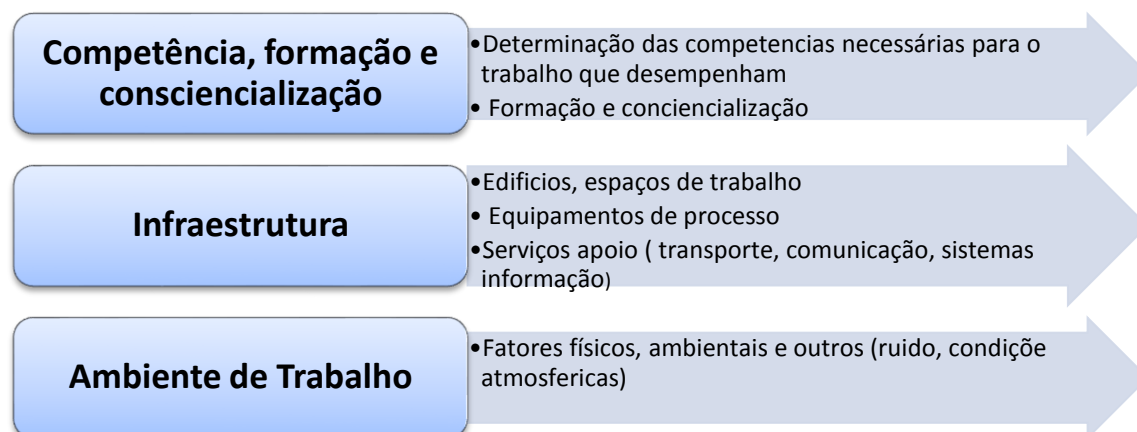 Competência, formação e
consciencialização
•Determinação das competencias necessárias para o
trabalho que desempenham
• Formação e conciencialização
Infraestrutura
•Edificios, espaços de trabalho
• Equipamentos de processo
•Serviços apoio ( transporte, comunicação, sistemas
informação)
Ambiente de Trabalho
•Fatores físicos, ambientais e outros (ruido, condiçõe
atmosfericas)